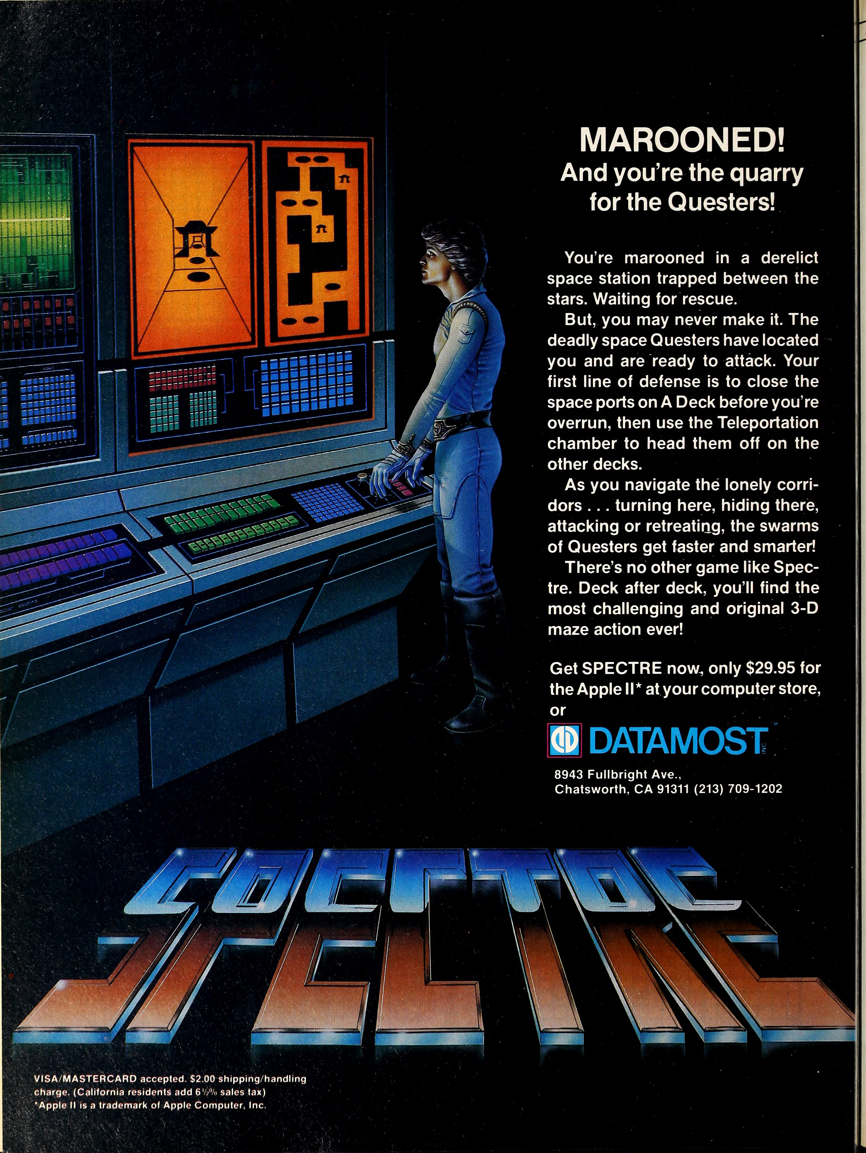 MAROONED!
And you're the quarry
for the Questers!
You're marooned in a derelict
space station trapped between the
stars. Waiting for rescue.
But, you may never make it. The
deadly space Questers have located
you and are ready to attack. Your
first line of defense is to close the
space ports on A Deck before you're
overrun, then use the Teleportation
chamber to head them off on the
other decks.
As you navigate the lonely corri-
dors . . . turning here, hiding there,
attacking or retreating, the swarms
of Questers get faster and smarter!
There's no other game like Spec-
tre. Deck after deck, you'll find the
most challenging and original 3-D
maze action ever!
Get SPECTRE now, only $29.95 for
the Apple II* at your computer store,
or
DATAMOST INC.
8943 Fullbright Ave.,
Chatsworth, CA 91311 (213) 709-1202
SPECTRE
VISA/MASTERCARD accepted. $2.00 shipping/handling
charge. (California residents add 6½% sales tax)
*Apple II is a trademark of Apple Computer, Inc.